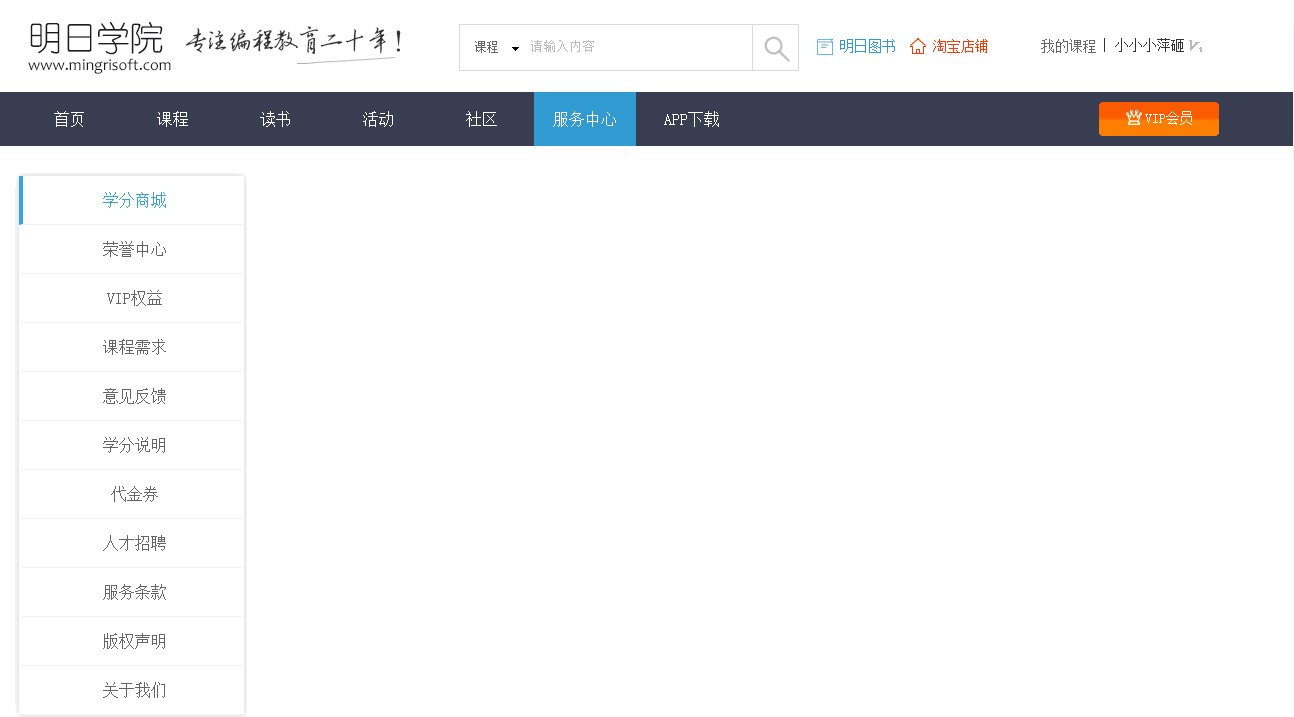 明日学院 专注编程教育二十年!
www.mingrisoft.com
课程 请输入内容 明日图书 淘宝店铺 我的课程 | 小小小萍砸 V1
首页 课程 读书 活动 社区 服务中心 APP下载 VIP会员
学分商城
荣誉中心
VIP权益
课程需求
意见反馈
学分说明
代金券
人才招聘
服务条款
版权声明
关于我们